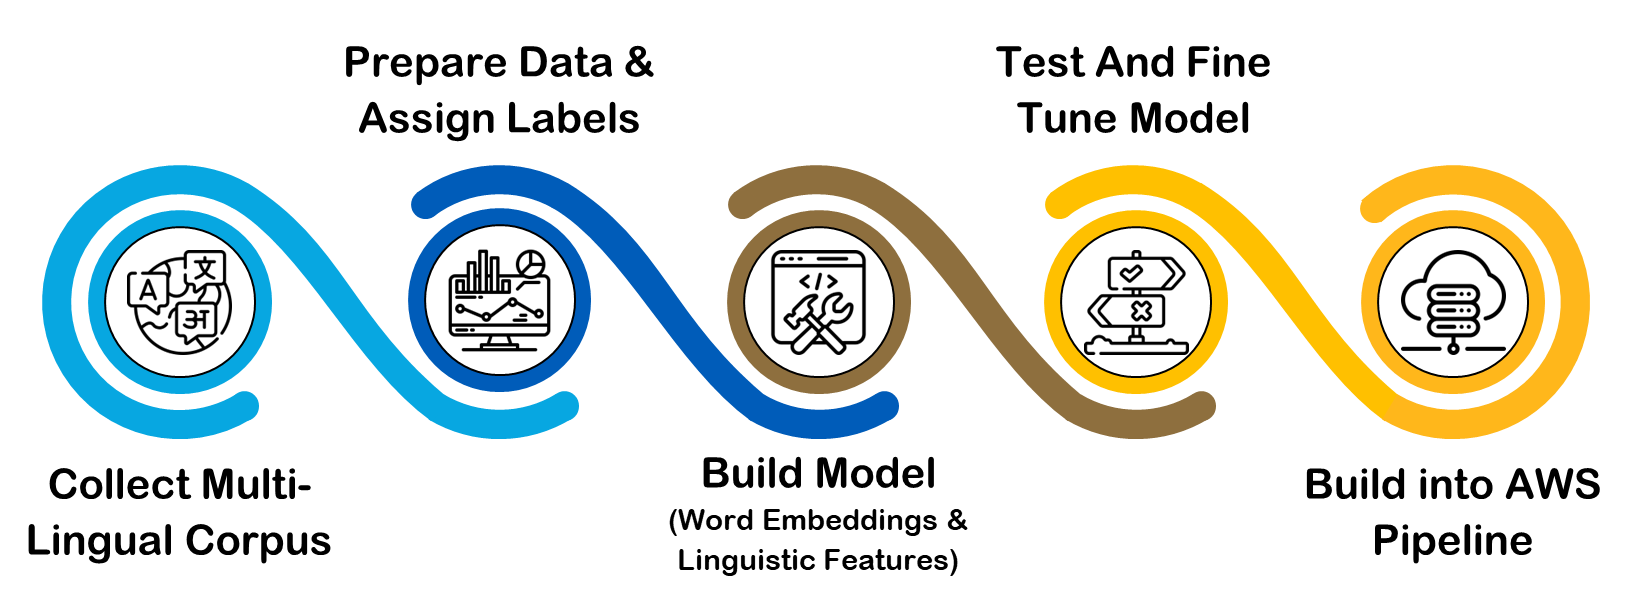 Collect Multi-
Lingual Corpus
Prepare Data &
Assign Labels
Build Model
(Word Embeddings &
Linguistic Features)
Test And Fine
Tune Model
Build into AWS
Pipeline
A
文
अ
</>